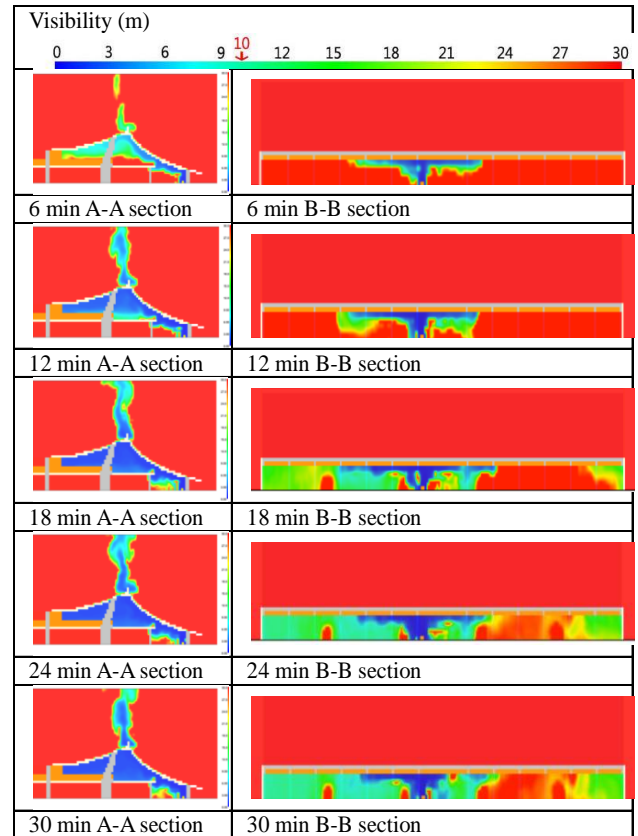 Visibility (m)
0 3 6 9 10 12 15 18 21 24 27 30
6 min A-A section 6 min B-B section
12 min A-A section 12 min B-B section
18 min A-A section 18 min B-B section
24 min A-A section 24 min B-B section
30 min A-A section 30 min B-B section